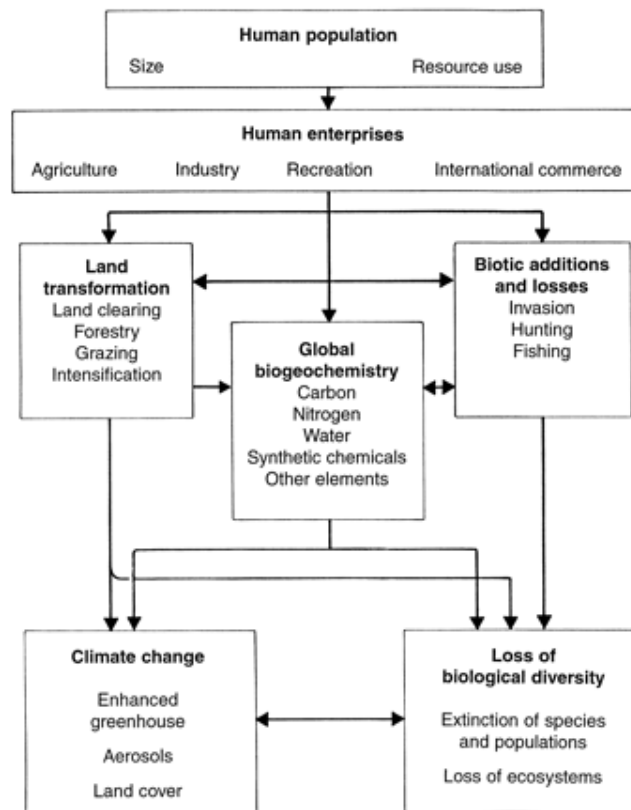 Human population
Size Resource use
Human enterprises
Agriculture Industry Recreation International commerce
Land
transformation
Land clearing
Forestry
Grazing
Intensification
Biotic additions
and losses
Invasion
Hunting
Fishing
Global
biogeochemistry
Carbon
Nitrogen
Water
Synthetic chemicals
Other elements
Climate change
Enhanced
greenhouse
Aerosols
Land cover
Loss of
biological diversity
Extinction of species
and populations
Loss of ecosystems